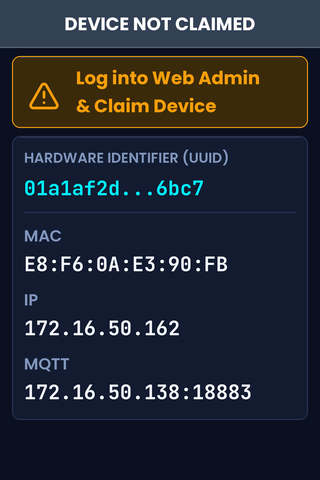 DEVICE NOT CLAIMED
Log into Web Admin
& Claim Device
HARDWARE IDENTIFIER (UUID)
01a1af2d...6bc7
MAC
E8:F6:0A:E3:90:FB
IP
172.16.50.162
MQTT
172.16.50.138:18883